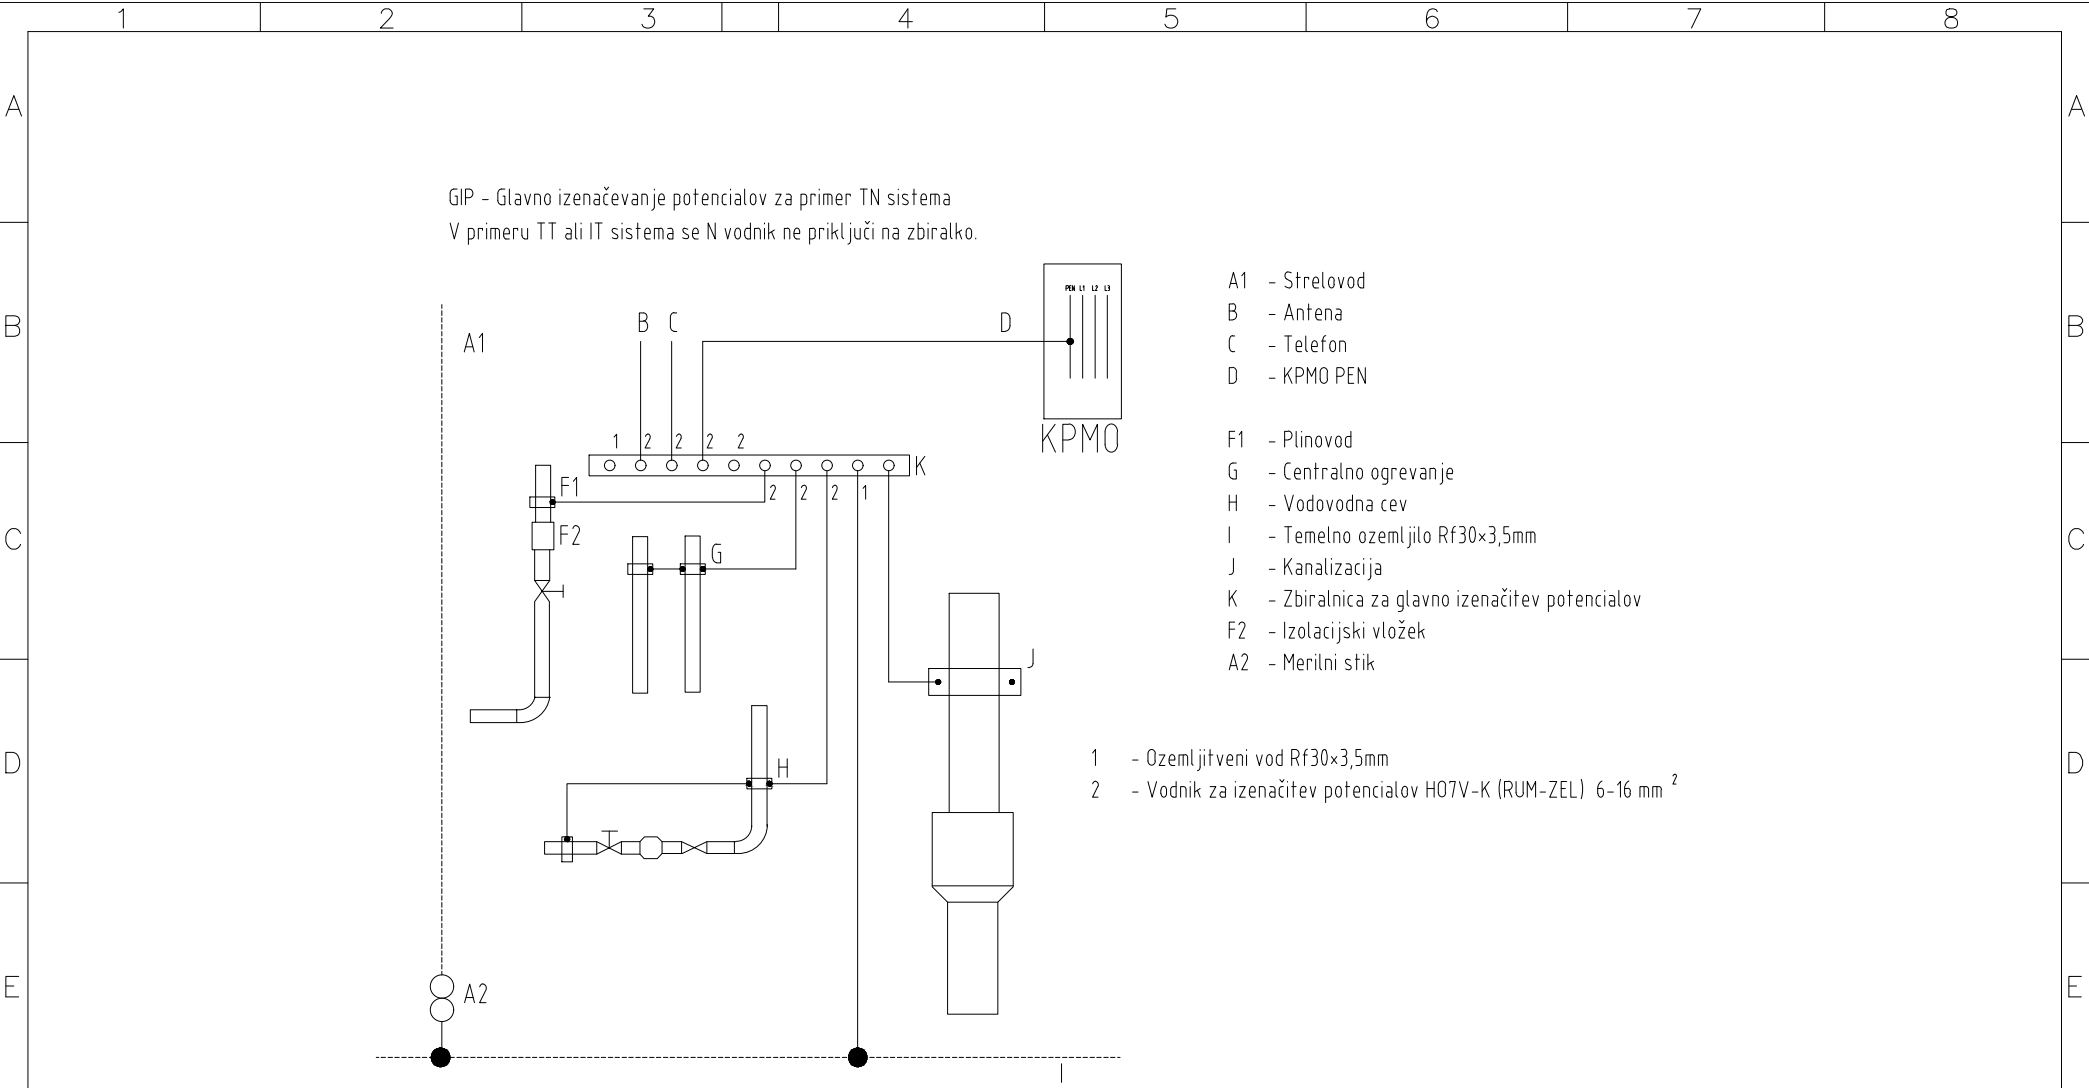 1 2 3 4 5 6 7 8
A A
GIP - Glavno izenačevanje potencialov za primer TN sistema
V primeru TT ali IT sistema se N vodnik ne priključi na zbiralko.
B B
A1
B C D
PEN L1 L2 L3
KPMO
A1 - Strelovod
B - Antena
C - Telefon
D - KPMO PEN
F1 - Plinovod
G - Centralno ogrevanje
H - Vodovodna cev
I - Temelno ozemljilo Rf30×3,5mm
J - Kanalizacija
K - Zbiralnica za glavno izenačitev potencialov
F2 - Izolacijski vložek
A2 - Merilni stik
1 2 2 2 2
K
2 2 2 1
C C
F1
F2
G
J
H
D D
1 - Ozemljitveni vod Rf30×3,5mm
2 - Vodnik za izenačitev potencialov H07V-K (RUM-ZEL) 6-16 mm ²
E E
A2
I